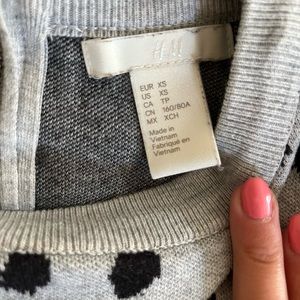 H&M
EUR XS
US XS
CA TP
CN 160/80A
MX XCH
Made in
Vietnam
Fabriqué en
Vietnam